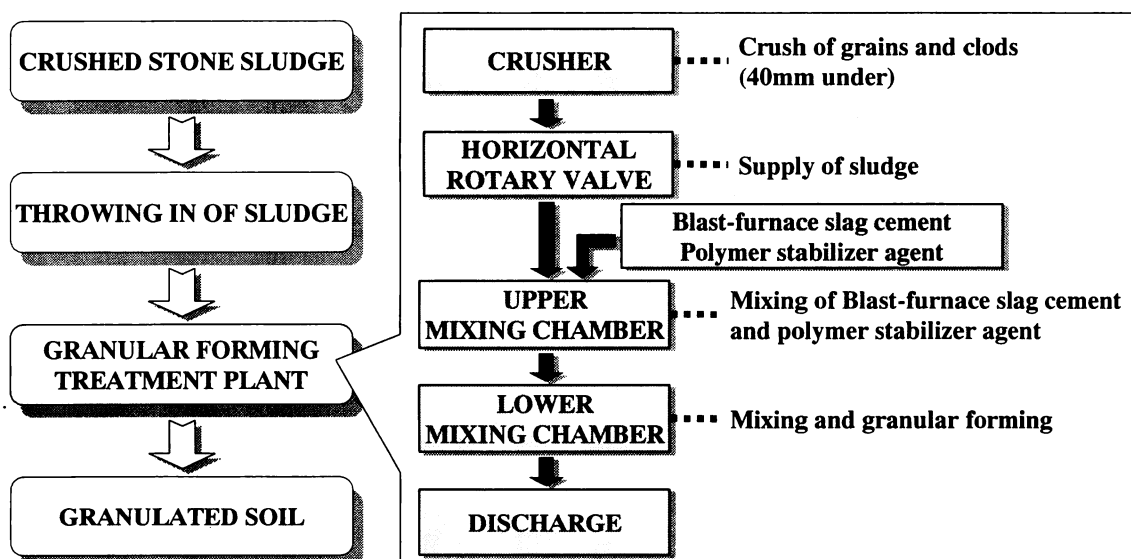 CRUSHED STONE SLUDGE
THROWING IN OF SLUDGE
GRANULAR FORMING
TREATMENT PLANT
GRANULATED SOIL
CRUSHER
Crush of grains and clods
(40mm under)
HORIZONTAL
ROTARY VALVE
Supply of sludge
Blast-furnace slag cement
Polymer stabilizer agent
UPPER
MIXING CHAMBER
Mixing of Blast-furnace slag cement
and polymer stabilizer agent
LOWER
MIXING CHAMBER
Mixing and granular forming
DISCHARGE